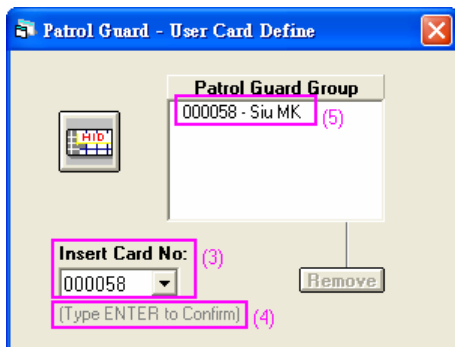 Patrol Guard - User Card Define
Patrol Guard Group
000058 - Siu MK
(5)
AID
Insert Card No:
(3)
000058
Remove
(Type ENTER to Confirm)
(4)